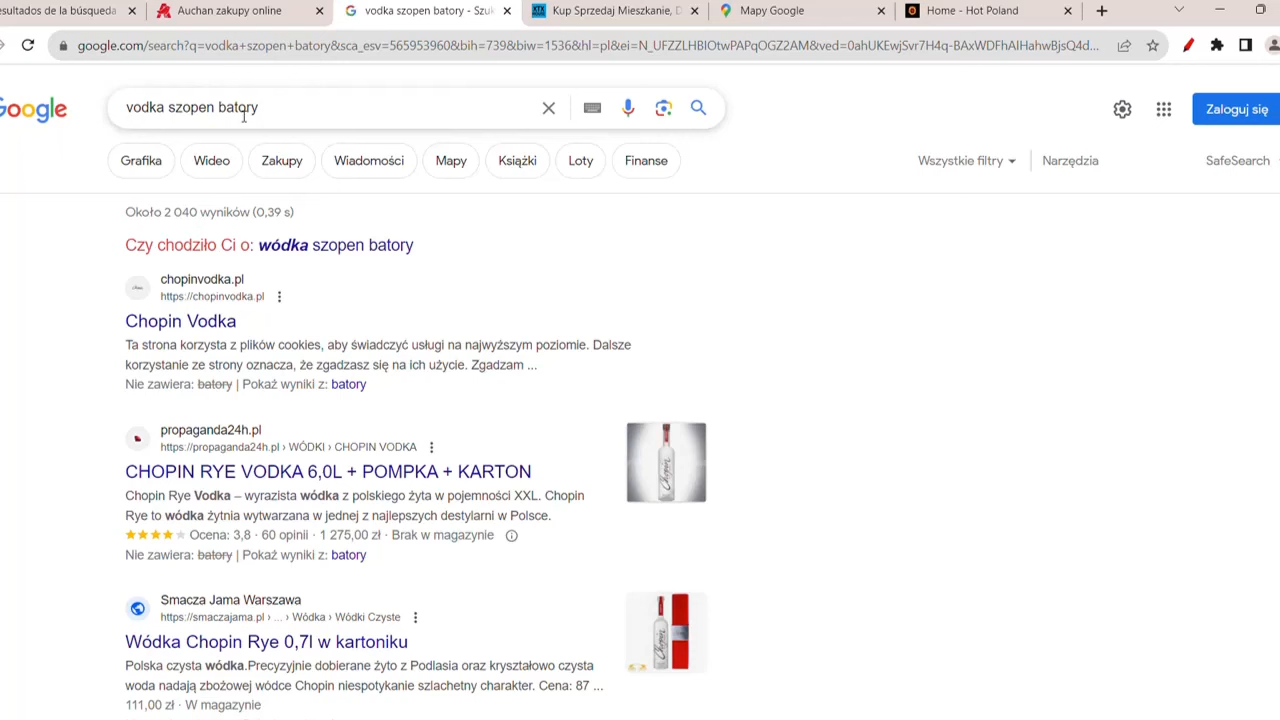 esultados de la búsqueda
Auchan zakupy online
vodka szopen batory - Szuk
Kup Sprzedaj Mieszkanie, D
Mapy Google
Home - Hot Poland
google.com/search?q=vodka+szopen+batory&sca_esv=565953960&bih=739&biw=1536&hl=pl&ei=N_UFZZLHBIOtwPAPqOGZ2AM&ved=0ahUKEwjSvr7H4q-BAxWDFhAIHahwBjsQ4d...
Google
vodka szopen batory
Zaloguj się
Grafika
Wideo
Zakupy
Wiadomości
Mapy
Książki
Loty
Finanse
Wszystkie filtry
Narzędzia
SafeSearch
Około 2 040 wyników (0,39 s)
Czy chodziło Ci o: wódka szopen batory
chopinvodka.pl
https://chopinvodka.pl
Chopin Vodka
Ta strona korzysta z plików cookies, aby świadczyć usługi na najwyższym poziomie. Dalsze
korzystanie ze strony oznacza, że zgadzasz się na ich użycie. Zgadzam ...
Nie zawiera: batory | Pokaż wyniki z: batory
propaganda24h.pl
https://propaganda24h.pl › WÓDKI › CHOPIN VODKA
CHOPIN RYE VODKA 6,0L + POMPKA + KARTON
Chopin Rye Vodka – wyrazista wódka z polskiego żyta w pojemności XXL. Chopin
Rye to wódka żytnia wytwarzana w jednej z najlepszych destylarni w Polsce.
Ocena: 3,8 · 60 opinii · 1 275,00 zł · Brak w magazynie
Nie zawiera: batory | Pokaż wyniki z: batory
Chopin
Smacza Jama Warszawa
https://smaczajama.pl › ... › Wódka › Wódki Czyste
Wódka Chopin Rye 0,7l w kartoniku
Polska czysta wódka.Precyzyjnie dobierane żyto z Podlasia oraz kryształowo czysta
woda nadają zbożowej wódce Chopin niespotykanie szlachetny charakter. Cena: 87 ...
111,00 zł · W magazynie
Chopin